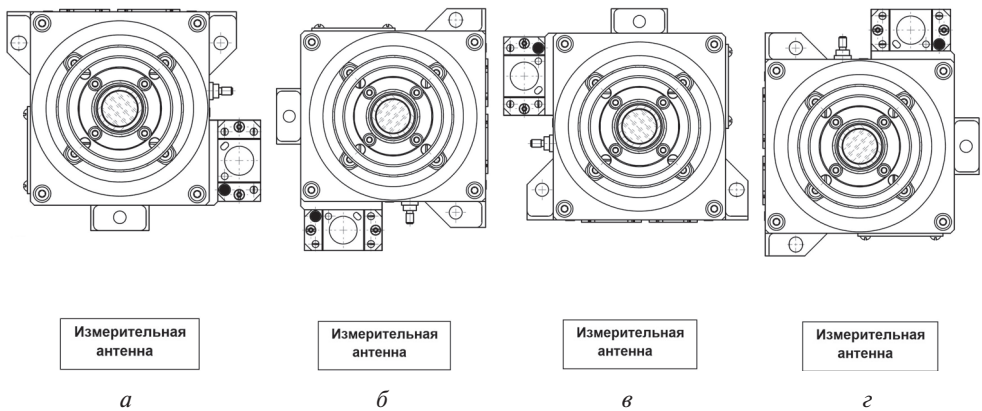 Измерительная
антенна
Измерительная
антенна
Измерительная
антенна
Измерительная
антенна
а
б
в
г